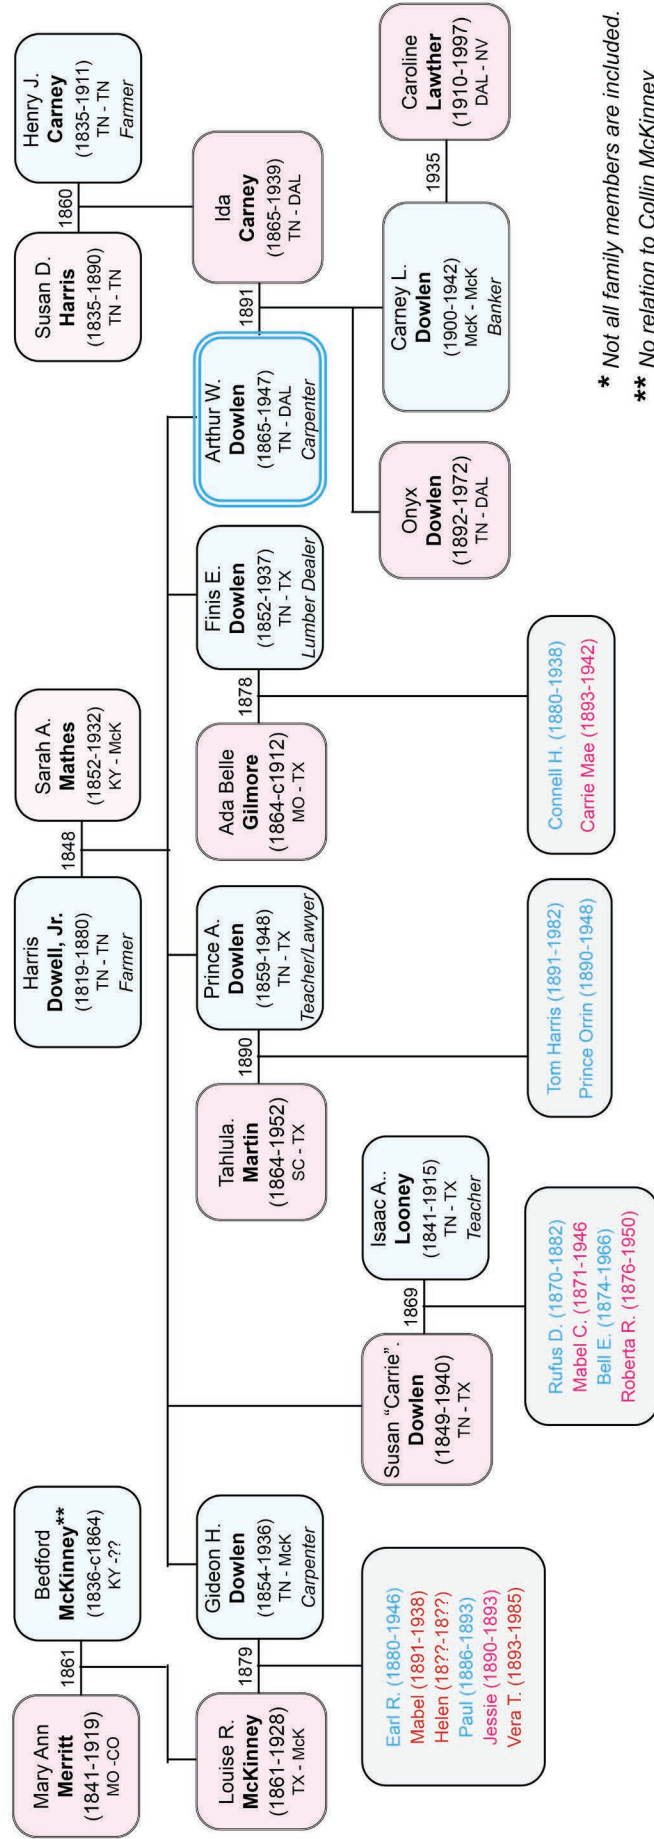 Mary Ann
Merritt
(1841-1919)
MO -CO
1861
Bedford
McKinney**
(1836-c1864)
KY -??
Harris
Dowell, Jr.
(1819-1880)
TN - TN
Farmer
1848
Sarah A.
Mathes
(1852-1932)
KY - McK
Susan D.
Harris
(1835-1890)
TN - TN
1860
Henry J.
Carney
(1835-1911)
TN - TN
Farmer
Louise R.
McKinney
(1861-1928)
TX - McK
1879
Gideon H.
Dowlen
(1854-1936)
TN - McK
Carpenter
Tahlula.
Martin
(1864-1952)
SC - TX
1890
Prince A.
Dowlen
(1859-1948)
TN - TX
Teacher/Lawyer
Ada Belle
Gilmore
(1864-c1912)
MO - TX
1878
Finis E.
Dowlen
(1852-1937)
TN - TX
Lumber Dealer
Arthur W.
Dowlen
(1865-1947)
TN - DAL
Carpenter
1891
Ida
Carney
(1865-1939)
TN - DAL
Susan “Carrie”.
Dowlen
(1849-1940)
TN - TX
1869
Isaac A..
Looney
(1841-1915)
TN - TX
Teacher
Onyx
Dowlen
(1892-1972)
TN - DAL
Carney L.
Dowlen
(1900-1942)
McK - McK
Banker
1935
Caroline
Lawther
(1910-1997)
DAL - NV
Earl R. (1880-1946)
Mabel (1891-1938)
Helen (18??-18??)
Paul (1886-1893)
Jessie (1890-1893)
Vera T. (1893-1985)
Rufus D. (1870-1882)
Mabel C. (1871-1946
Bell E. (1874-1966)
Roberta R. (1876-1950)
Tom Harris (1891-1982)
Prince Orrin (1890-1948)
Connell H. (1880-1938)
Carrie Mae (1893-1942)
* Not all family members are included.
** No relation to Collin McKinney